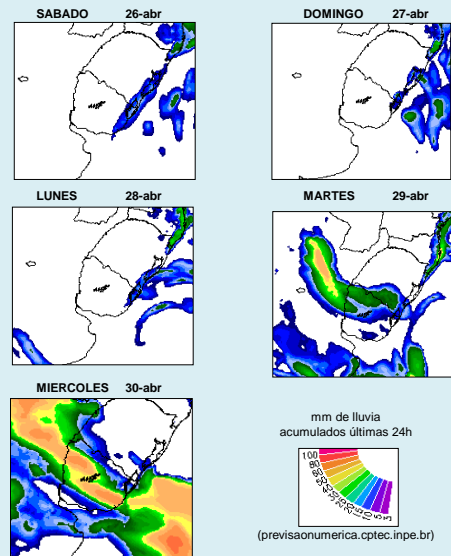 SABADO 26-abr
DOMINGO 27-abr
LUNES 28-abr
MARTES 29-abr
MIERCOLES 30-abr
mm de lluvia
acumulados últimas 24h
100
(previsaonumerica.cptec.inpe.br)